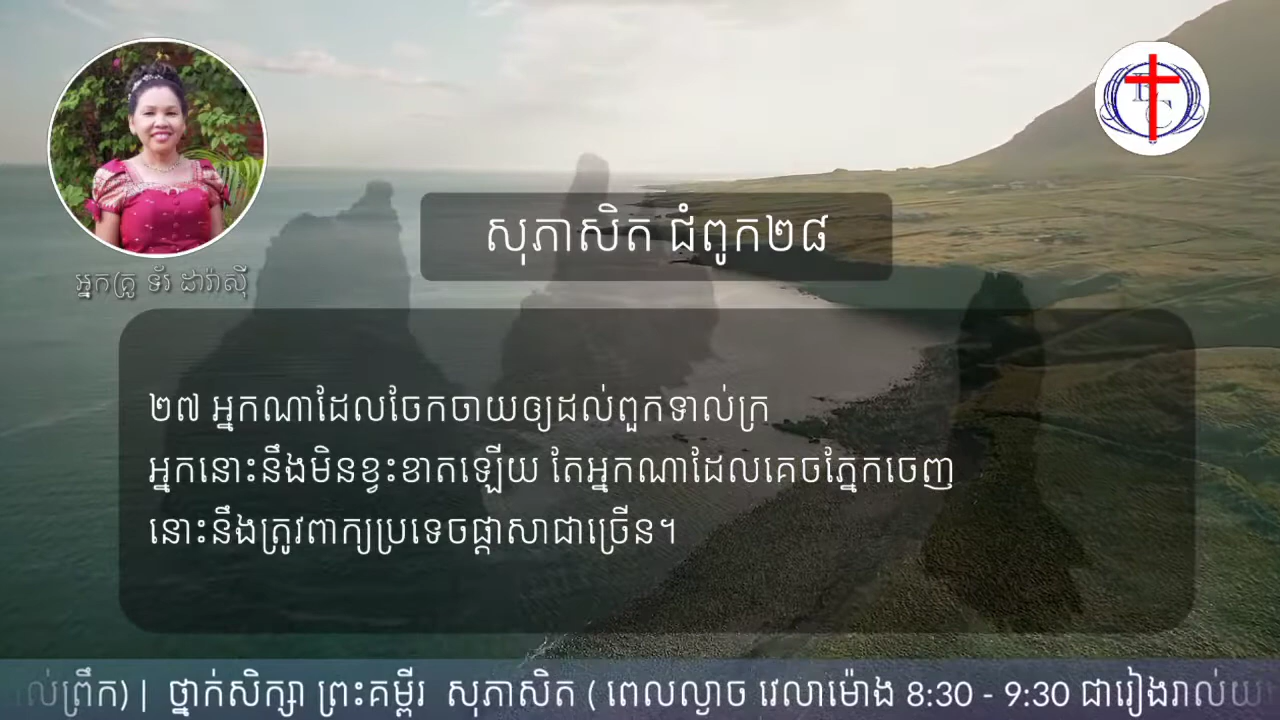 សុភាសិត ជំពូក២៨
អ្នកគ្រូ ទ័រ ដារ៉ាស៊ី
២៧ អ្នកណាដែលចែកចាយឲ្យដល់ពួកទាល់ក្រ
អ្នកនោះនឹងមិនខ្វះខាតឡើយ តែអ្នកណាដែលគេចភ្នែកចេញ
នោះនឹងត្រូវពាក្យប្រទេចផ្តាសាជាច្រើន។
ល់ព្រឹក) | ថ្នាក់សិក្សា ព្រះគម្ពីរ សុភាសិត ( ពេលល្ងាច វេលាម៉ោង 8:30 - 9:30 ជារៀងរាល់យ